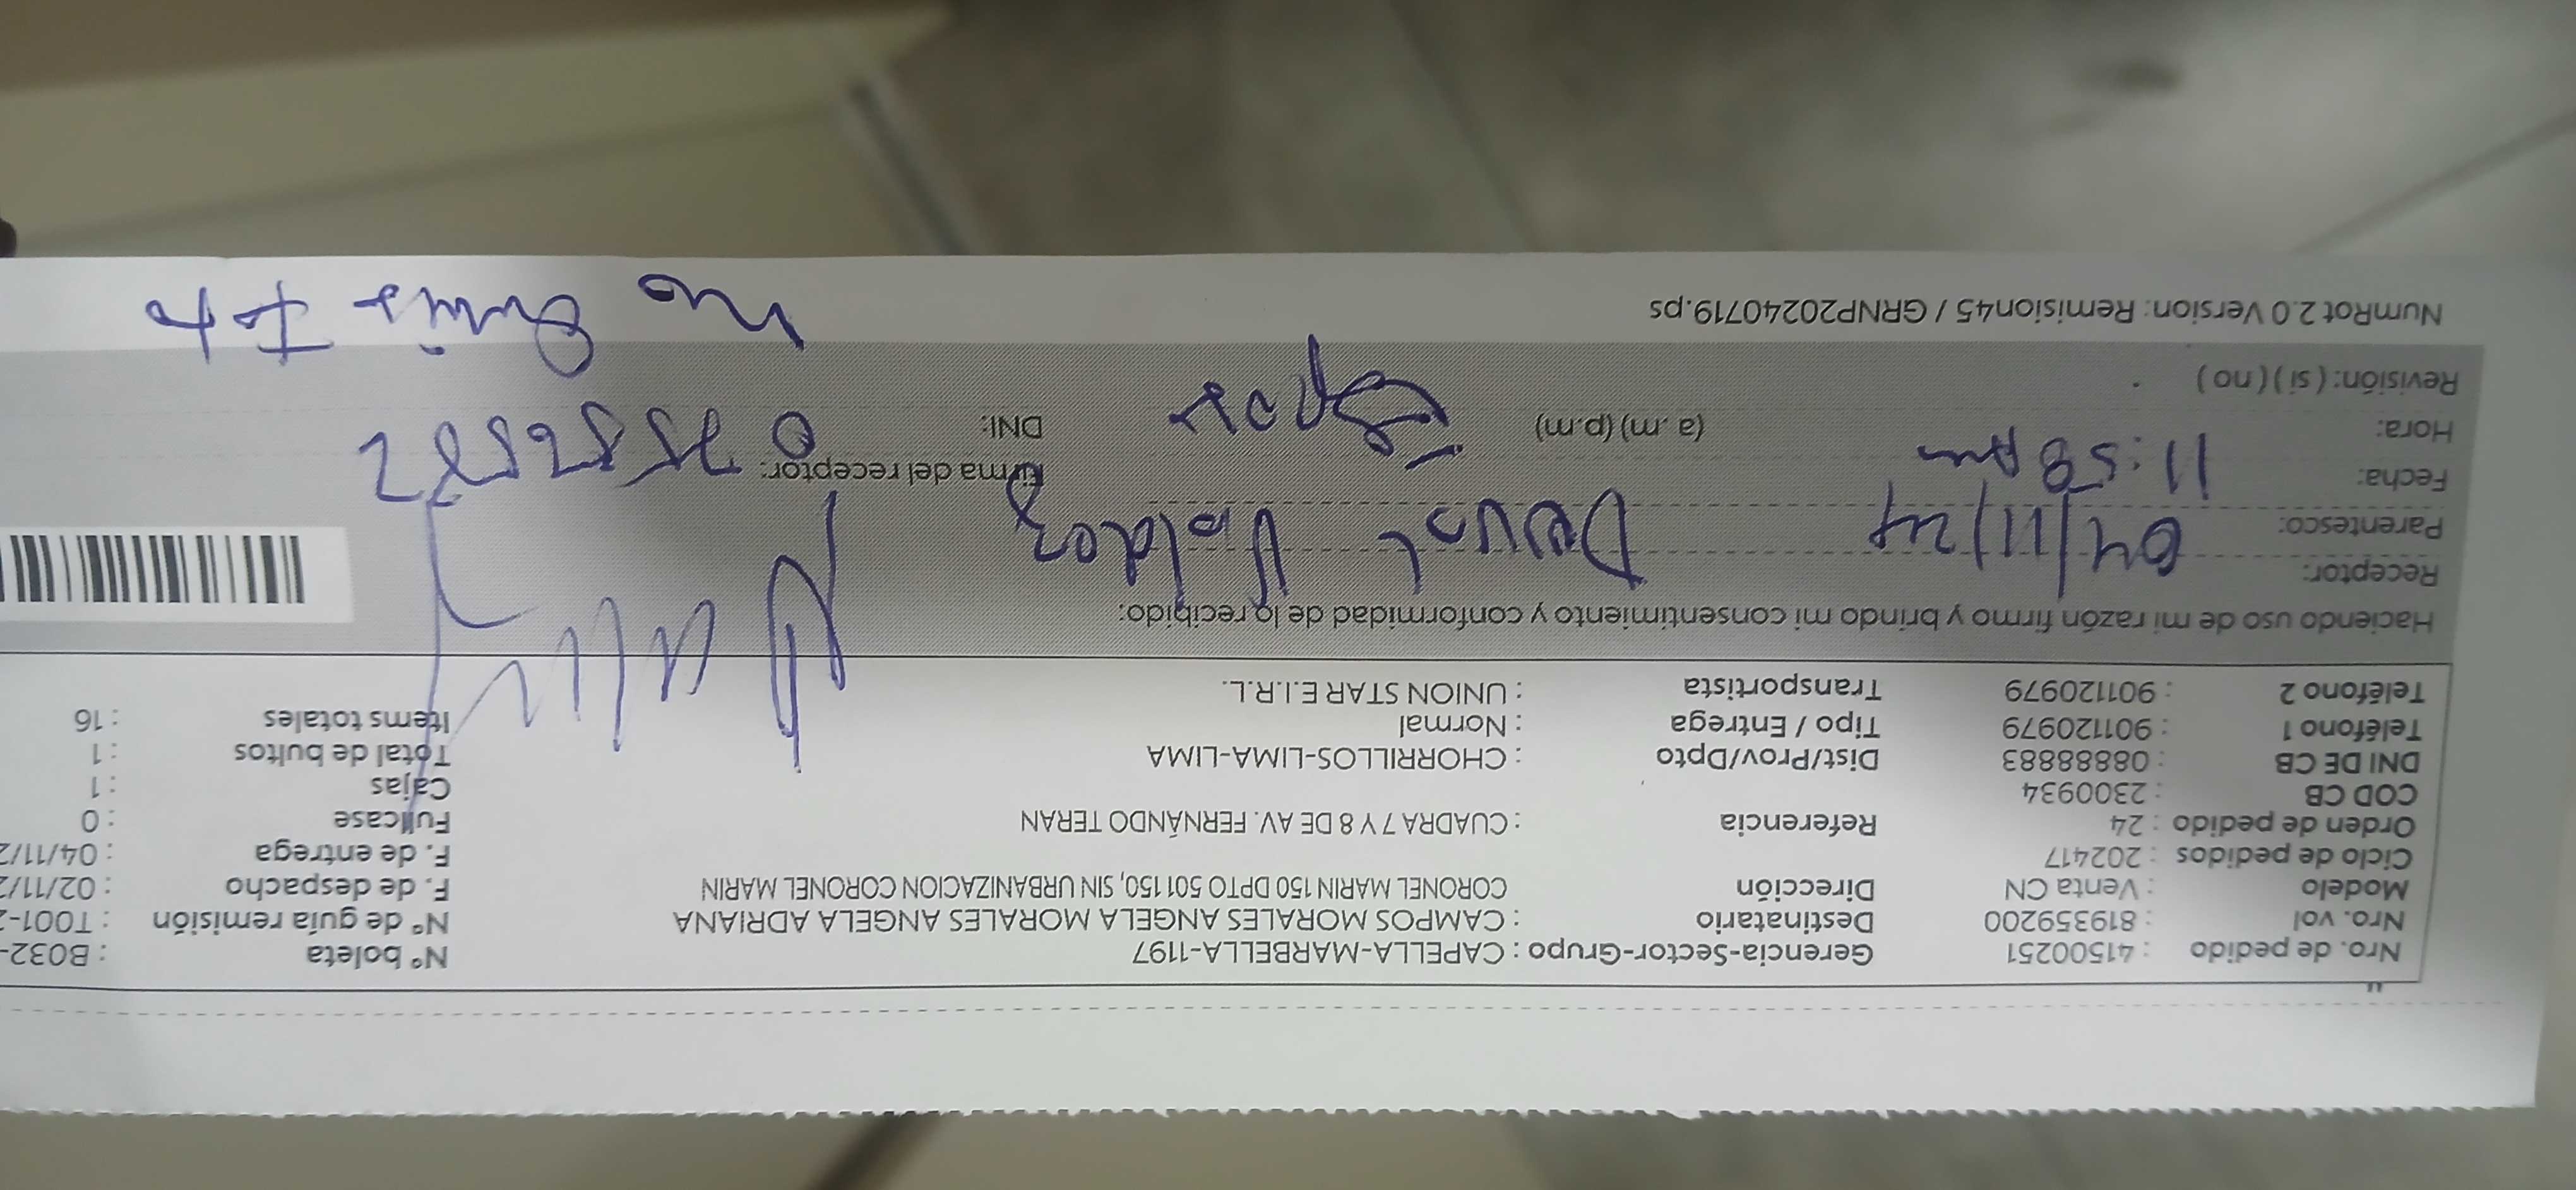 Nro. de pedido : 41500251 Gerencia-Sector-Grupo : CAPELLA-MARBELLA-1197 N° boleta : B032-
Nro. vol : 819359200 Destinatario : CAMPOS MORALES ANGELA MORALES ANGELA ADRIANA N° de guía remisión : T001-
Modelo : Venta CN Dirección CORONEL MARIN 150 DPTO 501 150, SIN URBANIZACION CORONEL MARIN F. de despacho : 02/11/2
Ciclo de pedidos : 202417 F. de entrega : 04/11/2
Orden de pedido : 24 Referencia : CUADRA 7 Y 8 DE AV. FERNÁNDO TERAN Fullcase : 0
COD CB : 2300934 Cajas : 1
DNI DE CB : 08888883 Dist/Prov/Dpto : CHORRILLOS-LIMA-LIMA Total de bultos : 1
Teléfono 1 : 901120979 Tipo / Entrega : Normal Items totales : 16
Teléfono 2 : 901120979 Transportista : UNION STAR E.I.R.L.
Haciendo uso de mi razón firmo y brindo mi consentimiento y conformidad de lo recibido:
Receptor:
Parentesco: 04/11/24 Valdez
Fecha: 11:58 Am Firma del receptor:
Hora: (a .m) (p.m) DNI:
Revisión: ( si ) ( no )
NumRot 2.0 Version: Remision45 / GRNP20240719.ps no